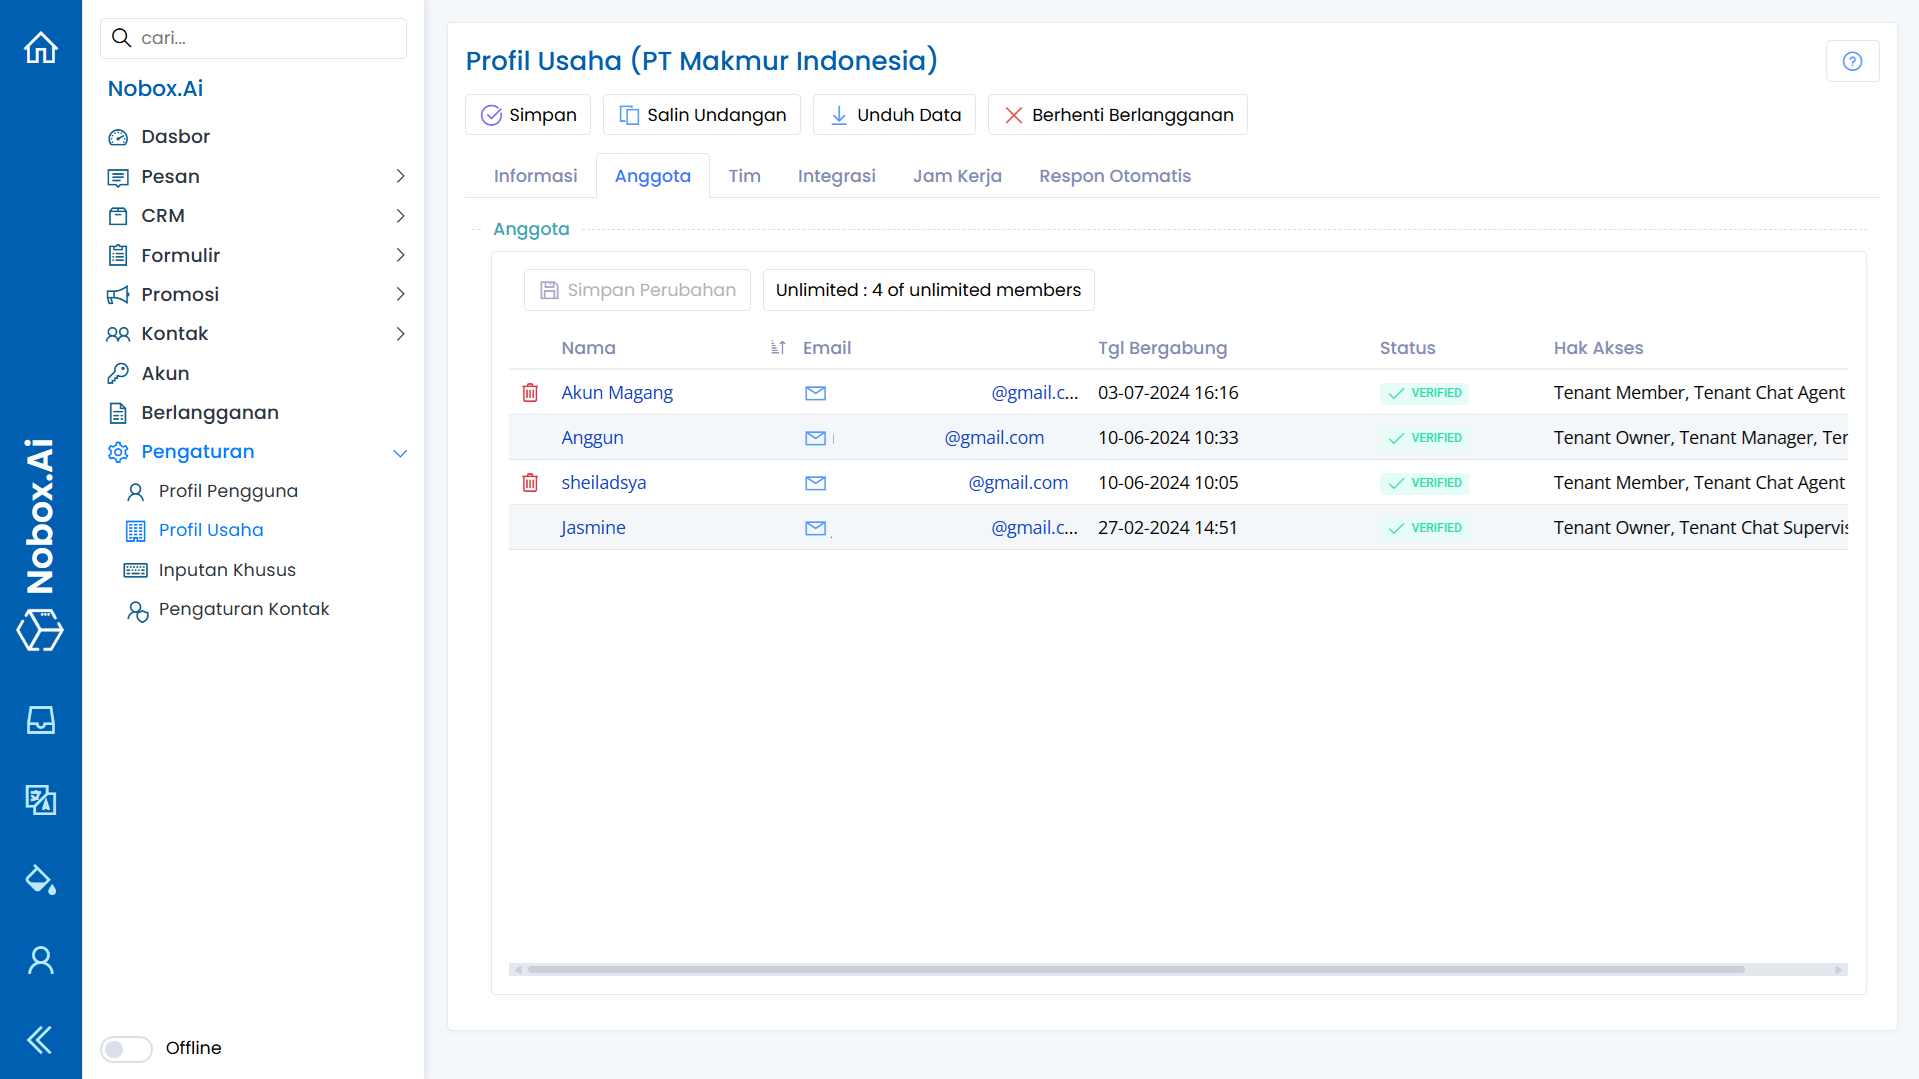 cari...
Nobox.Ai
Dasbor
Pesan
CRM
Formulir
Promosi
Kontak
Akun
Berlangganan
Pengaturan
Profil Pengguna
Profil Usaha
Inputan Khusus
Pengaturan Kontak
Offline
Nobox.Ai
Profil Usaha (PT Makmur Indonesia)
Simpan Salin Undangan Unduh Data Berhenti Berlangganan
Informasi Anggota Tim Integrasi Jam Kerja Respon Otomatis
Anggota
Simpan Perubahan Unlimited : 4 of unlimited members
Nama Email Tgl Bergabung Status Hak Akses
Akun Magang @gmail.c... 03-07-2024 16:16 VERIFIED Tenant Member, Tenant Chat Agent
Anggun @gmail.com 10-06-2024 10:33 VERIFIED Tenant Owner, Tenant Manager, Ter
sheiladsya @gmail.com 10-06-2024 10:05 VERIFIED Tenant Member, Tenant Chat Agent
Jasmine @gmail.c... 27-02-2024 14:51 VERIFIED Tenant Owner, Tenant Chat Supervis